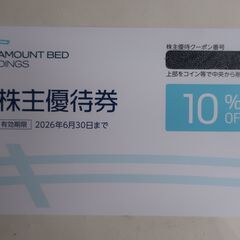 AMOUNT BED
DINGS
株主優待券
有効期限 2026年6月30日まで
株主優待クーポン番号
上部をコイン等で中央から
10%
OF